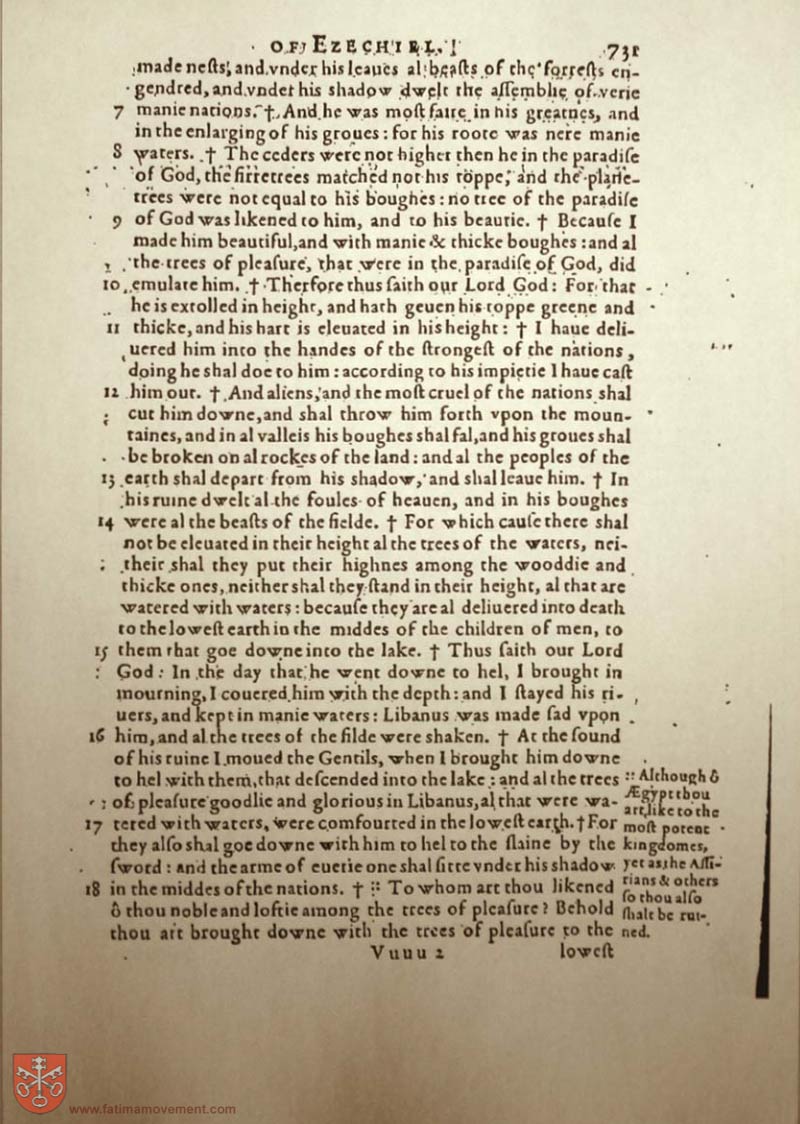 OF EZECHIEL. 731
made neſts, and vnder his leaues al beaſts of the forreſts en-
gendred, and vnder his shadow dwelt the aſſemblie of verie
7 manie nations. † And he was moſt faire in his greatnes, and
in the enlarging of his groues: for his roote was nere manie
8 waters. † The ceders were not higher then he in the paradiſe
of God, the firretrees matched not his toppe, and the plane-
trees were not equal to his boughes: no tree of the paradiſe
9 of God was likened to him, and to his beautie. † Becauſe I
made him beautiful, and with manie & thicke boughes: and al
the trees of pleaſure, that were in the paradiſe of God, did
10 emulate him. † Therfore thus ſaith our Lord God: For that
he is extolled in height, and hath geuen his toppe greene and
11 thicke, and his hart is eleuated in his height: † I haue deli-
uered him into the handes of the ſtrongeſt of the nations,
doing he shal doe to him: according to his impietie I haue caſt
12 him out. † And aliens, and the moſt cruel of the nations shal
cut him downe, and shal throw him forth vpon the moun-
taines, and in al valleis his boughes shal fal, and his groues shal
be broken on al rockes of the land: and al the peoples of the
13 earth shal depart from his shadow, and shal leaue him. † In
his ruine dwelt al the foules of heauen, and in his boughes
14 were al the beaſts of the fielde. † For which cauſe there shal
not be eleuated in their height al the trees of the waters, nei-
their shal they put their highnes among the wooddie and
thicke ones, neither shal they ſtand in their height, al that are
watered with waters: becauſe they are al deliuered into death
to the loweſt earth in the middes of the children of men, to
15 them that goe downe into the lake. † Thus ſaith our Lord
God: In the day that he went downe to hel, I brought in
mourning, I couered him with the depth: and I ſtayed his ri-
uers, and kept in manie waters: Libanus was made ſad vpon
16 him, and al the trees of the filde were shaken. † At the ſound
of his ruine I moued the Gentils, when I brought him downe
to hel with them, that deſcended into the lake: and al the trees
of pleaſure goodlie and glorious in Libanus, al that were wa-
17 tered with waters, were comfourted in the loweſt earth. † For
they alſo shal goe downe with him to hel to the ſlaine by the
ſword: and the arme of euerie one shal ſitte vnder his shadow
18 in the middes of the nations. † :: To whom art thou likened
ô thou noble and loftie among the trees of pleaſure? Behold
thou art brought downe with the trees of pleaſure to the
:: Although ô
Ægypt thou
art like to the
moſt potent
kingdomes,
yet as the Aſſi-
rians & others
ſo thou alſo
ſhalt be rui-
ned.
Vuuu 2 loweſt
www.fatimamovement.com